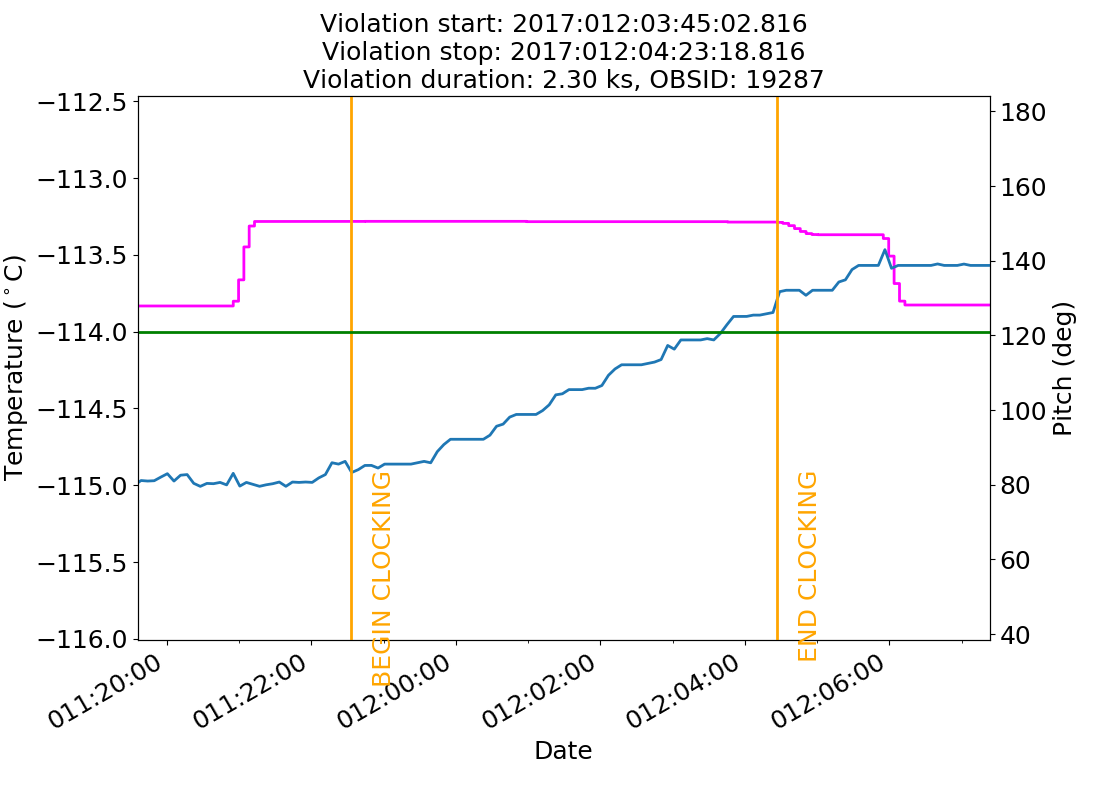 Violation start: 2017:012:03:45:02.816
Violation stop: 2017:012:04:23:18.816
Violation duration: 2.30 ks, OBSID: 19287
−112.5
−113.0
−113.5
−114.0
−114.5
−115.0
−115.5
−116.0
Temperature (°C)
180
160
140
120
100
80
60
40
Pitch (deg)
BEGIN CLOCKING
END CLOCKING
011:20:00
011:22:00
012:00:00
012:02:00
012:04:00
012:06:00
Date